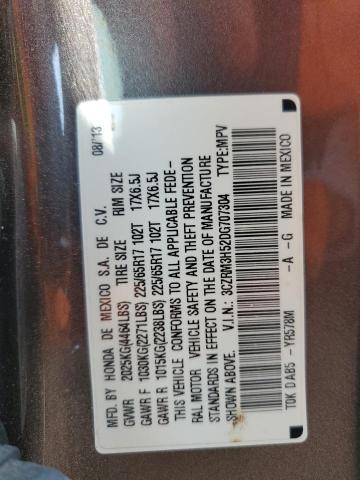 MFD. BY HONDA DE MEXICO S.A. DE C.V. 08/13
GVWR 2025KG(4464LBS) TIRE SIZE RIM SIZE
GAWR F 1030KG(2271LBS) 225/65R17 102T 17X6.5J
GAWR R 1015KG(2238LBS) 225/65R17 102T 17X6.5J
THIS VEHICLE CONFORMS TO ALL APPLICABLE FEDE-
RAL MOTOR VEHICLE SAFETY AND THEFT PREVENTION
STANDARDS IN EFFECT ON THE DATE OF MANUFACTURE
SHOWN ABOVE. V.I.N.: 3CZRM3H52DG707304 TYPE:MPV
TOK DAB5 -YR578M -A -G MADE IN MEXICO